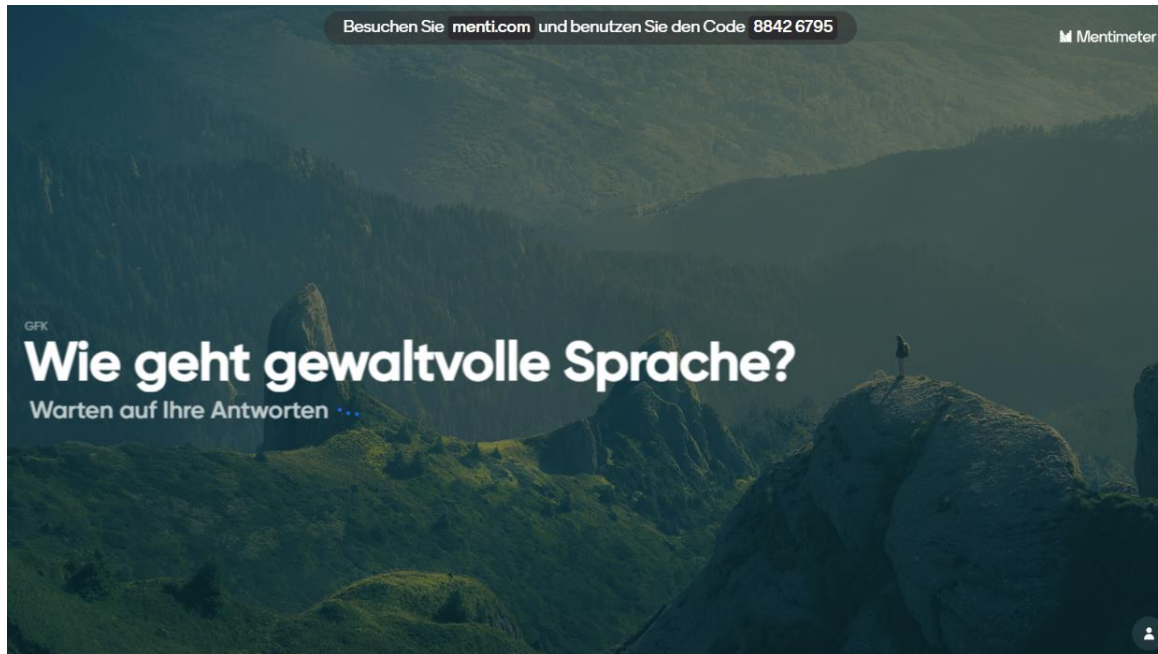 Besuchen Sie menti.com und benutzen Sie den Code 8842 6795
Mentimeter
GFK
Wie geht gewaltvolle Sprache?
Warten auf Ihre Antworten